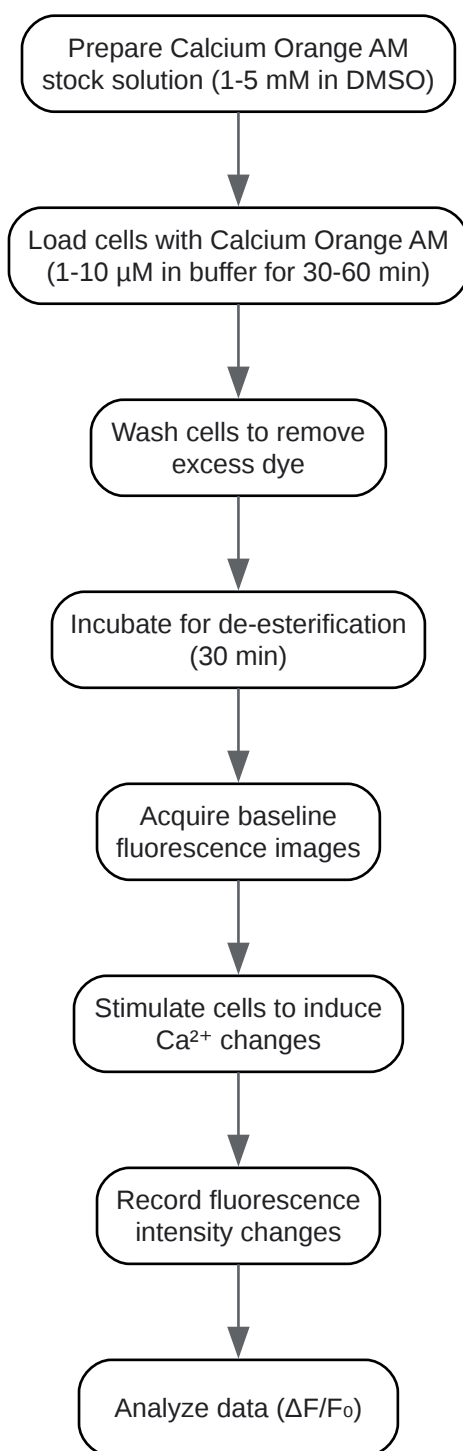 Prepare Calcium Orange AM
stock solution (1-5 mM in DMSO)
Load cells with Calcium Orange AM
(1-10 µM in buffer for 30-60 min)
Wash cells to remove
excess dye
Incubate for de-esterification
(30 min)
Acquire baseline
fluorescence images
Stimulate cells to induce
Ca²⁺ changes
Record fluorescence
intensity changes
Analyze data (ΔF/F₀)